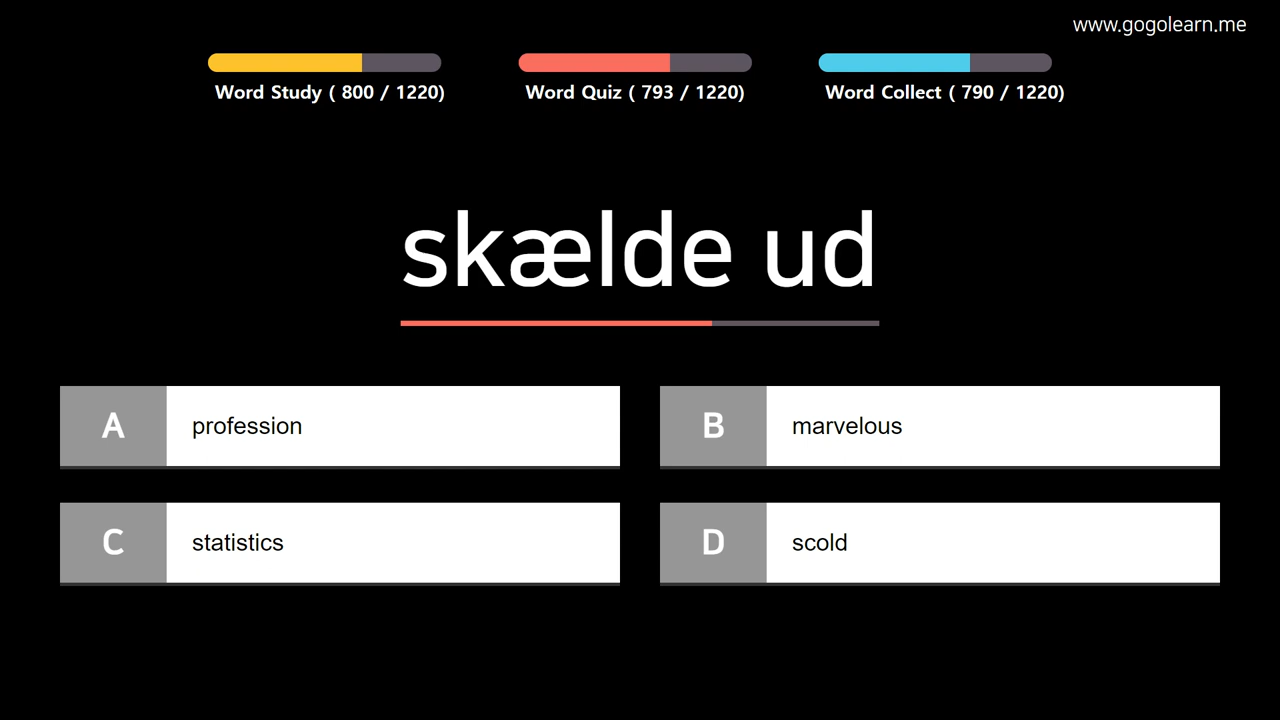 www.gogolearn.me
Word Study ( 800 / 1220)
Word Quiz ( 793 / 1220)
Word Collect ( 790 / 1220)
skælde ud
A profession
B marvelous
C statistics
D scold